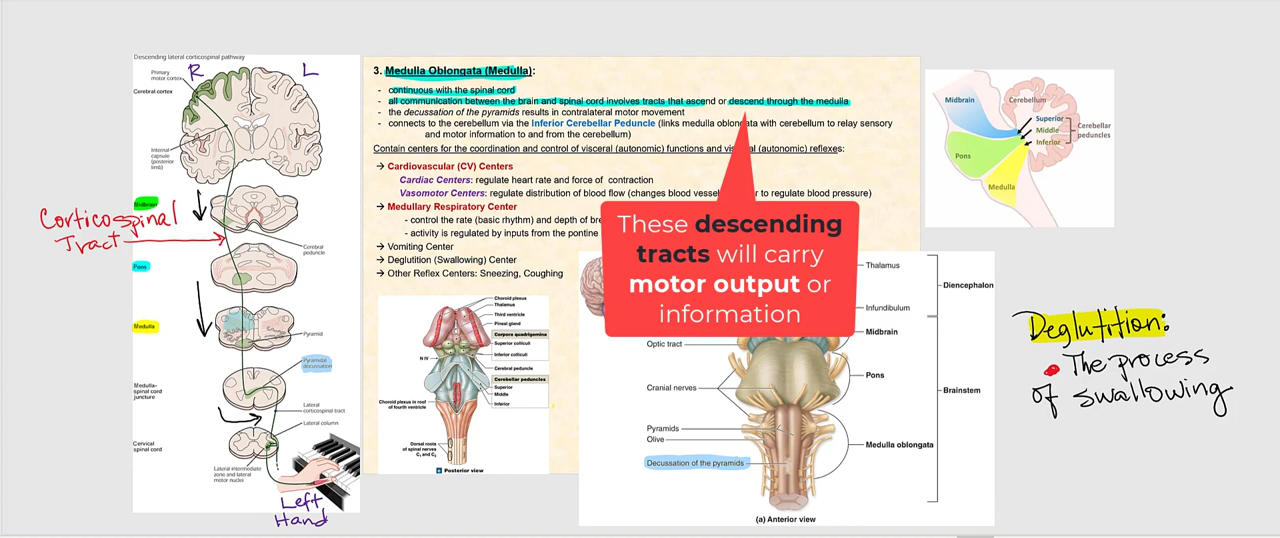 Descending lateral corticospinal pathway
R
L
Primary
motor cortex
Cerebral cortex
Internal
capsule
(posterior
limb)
Midbrain
Corticospinal
Tract
Cerebral
peduncle
Pons
Medulla
Pyramid
Pyramidal
decussation
Medulla-
spinal cord
juncture
Lateral
corticospinal tract
Lateral column
Cervical
spinal cord
Lateral intermediate
zone and lateral
motor nuclei
Left
Hand
3. Medulla Oblongata (Medulla):
- continuous with the spinal cord
- all communication between the brain and spinal cord involves tracts that ascend or descend through the medulla
- the decussation of the pyramids results in contralateral motor movement
- connects to the cerebellum via the Inferior Cerebellar Peduncle (links medulla oblongata with cerebellum to relay sensory
and motor information to and from the cerebellum)
Contain centers for the coordination and control of visceral (autonomic) functions and vis l (autonomic) reflexes:
→ Cardiovascular (CV) Centers
Cardiac Centers: regulate heart rate and force of contraction
Vasomotor Centers: regulate distribution of blood flow (changes blood vesse r to regulate blood pressure)
→ Medullary Respiratory Center
- control the rate (basic rhythm) and depth of bre
- activity is regulated by inputs from the pontine
→ Vomiting Center
→ Deglutition (Swallowing) Center
→ Other Reflex Centers: Sneezing, Coughing
These descending
tracts will carry
motor output or
information
Choroid plexus
Thalamus
Third ventricle
Pineal gland
Corpora quadrigemina
Superior colliculi
Inferior colliculi
N IV
Cerebral peduncle
Cerebellar peduncles
Superior
Middle
Inferior
Choroid plexus in roof
of fourth ventricle
Dorsal roots
of spinal nerves
C₁ and C₂
Posterior view
Thalamus
Diencephalon
Infundibulum
Midbrain
Optic tract
Pons
Cranial nerves
Brainstem
Pyramids
Olive
Medulla oblongata
Decussation of the pyramids
(a) Anterior view
Midbrain
Cerebellum
Superior
Middle
Inferior
Cerebellar
peduncles
Pons
Medulla
Deglutition:
• The process
of swallowing